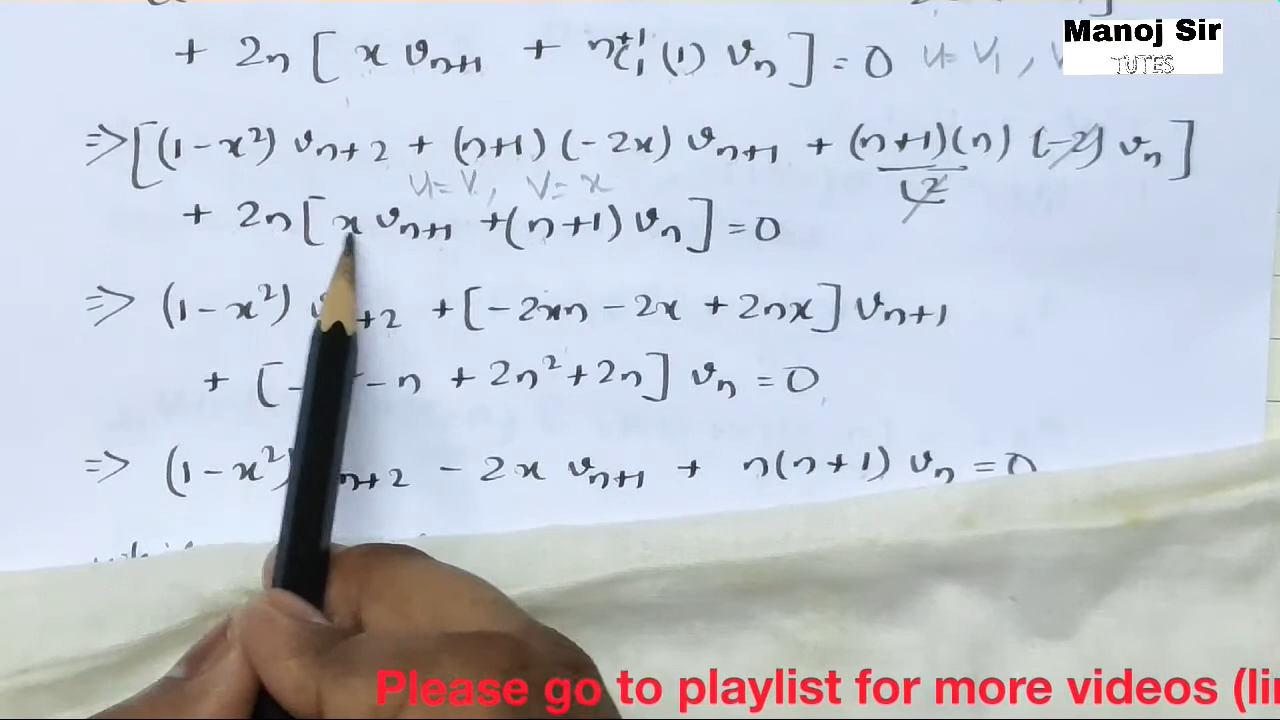 Manoj Sir
TUTES
+ 2n [ x v_{n+1} + ^{n+1}C_1 (1) v_n ] = 0 u = v_1 , v
⇒ [ (1-x²) v_{n+2} + (n+1) (-2x) v_{n+1} + (n+1)(n)/⌊2 (-2) v_n ]
u = v, v = x
+ 2n [ x v_{n+1} + (n+1) v_n ] = 0
⇒ (1-x²) v_{n+2} + [ -2xn - 2x + 2nx ] v_{n+1}
+ [ - - n + 2n² + 2n ] v_n = 0
⇒ (1-x²) v_{n+2} - 2x v_{n+1} + n(n+1) v_n = 0
Please go to playlist for more videos (li